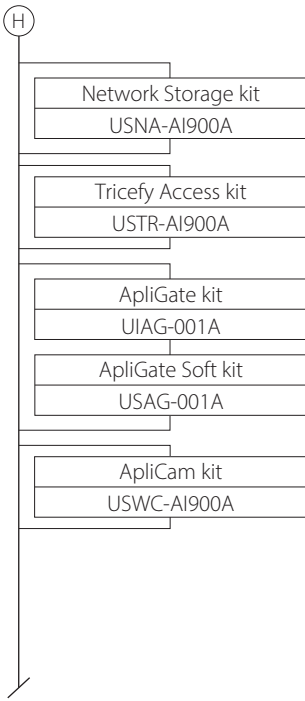 H
Network Storage kit
USNA-AI900A
Tricefy Access kit
USTR-AI900A
ApliGate kit
UIAG-001A
ApliGate Soft kit
USAG-001A
ApliCam kit
USWC-AI900A